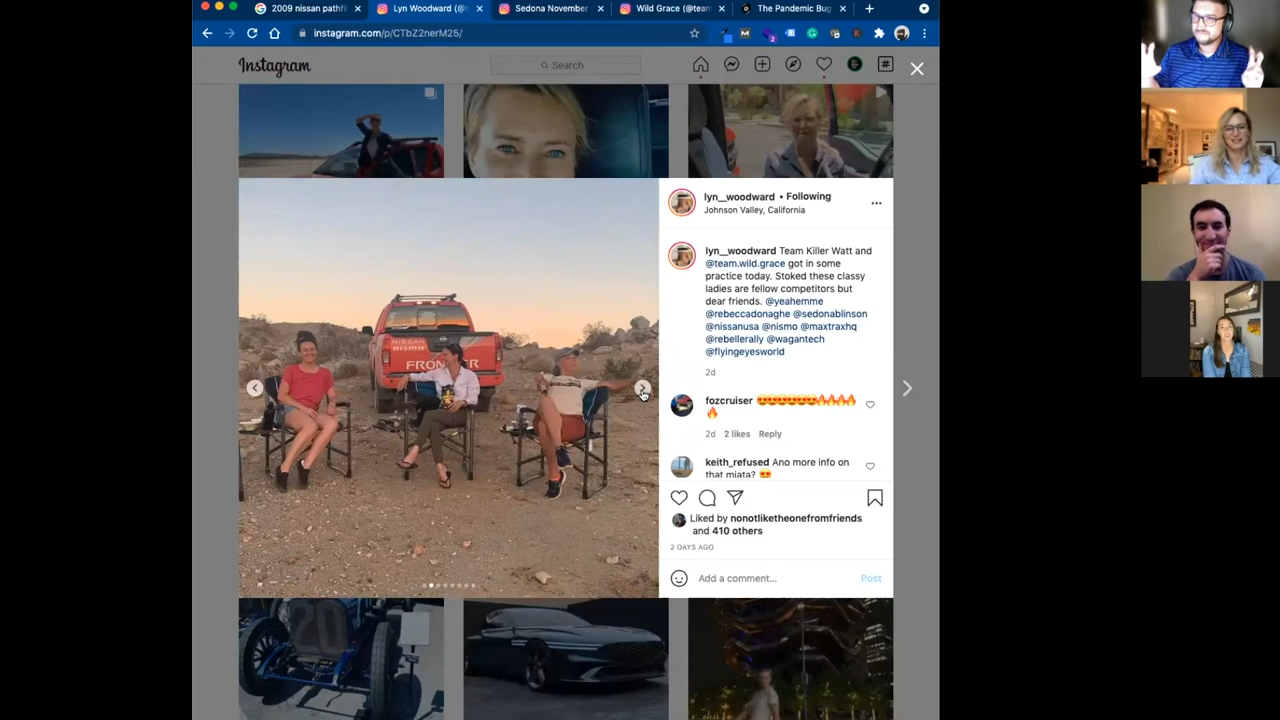 2009 nissan pathfi
Lyn Woodward (@
Sedona November
Wild Grace (@team
The Pandemic Bug
instagram.com/p/CTbZ2nerM25/
2
K
Instagram
Search
lyn__woodward • Following
Johnson Valley, California
lyn__woodward Team Killer Watt and
@team.wild.grace got in some
practice today. Stoked these classy
ladies are fellow competitors but
dear friends. @yeahemme
@rebeccadonaghe @sedonablinson
@nissanusa @nismo @maxtraxhq
@rebellerally @wagantech
@flyingeyesworld
2d
fozcruiser 😍😍😍😍😍😍😍🔥🔥🔥🔥
🔥
2d 2 likes Reply
keith_refused Ano more info on
that miata? 😍
Liked by nonotliketheonefromfriends
and 410 others
2 DAYS AGO
Add a comment...
Post
NISSAN
nismo
FRONTIER